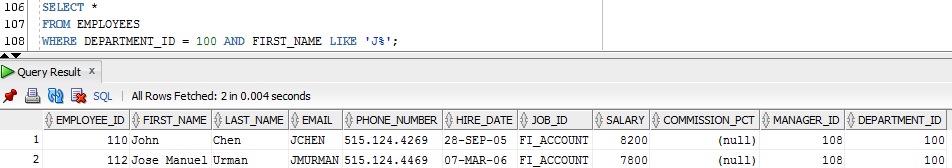 106 SELECT *
107 FROM EMPLOYEES
108 WHERE DEPARTMENT_ID = 100 AND FIRST_NAME LIKE 'J%';
Query Result x
SQL | All Rows Fetched: 2 in 0.004 seconds
EMPLOYEE_ID FIRST_NAME LAST_NAME EMAIL PHONE_NUMBER HIRE_DATE JOB_ID SALARY COMMISSION_PCT MANAGER_ID DEPARTMENT_ID
1 110 John Chen JCHEN 515.124.4269 28-SEP-05 FI_ACCOUNT 8200 (null) 108 100
2 112 Jose Manuel Urman JMURMAN 515.124.4469 07-MAR-06 FI_ACCOUNT 7800 (null) 108 100